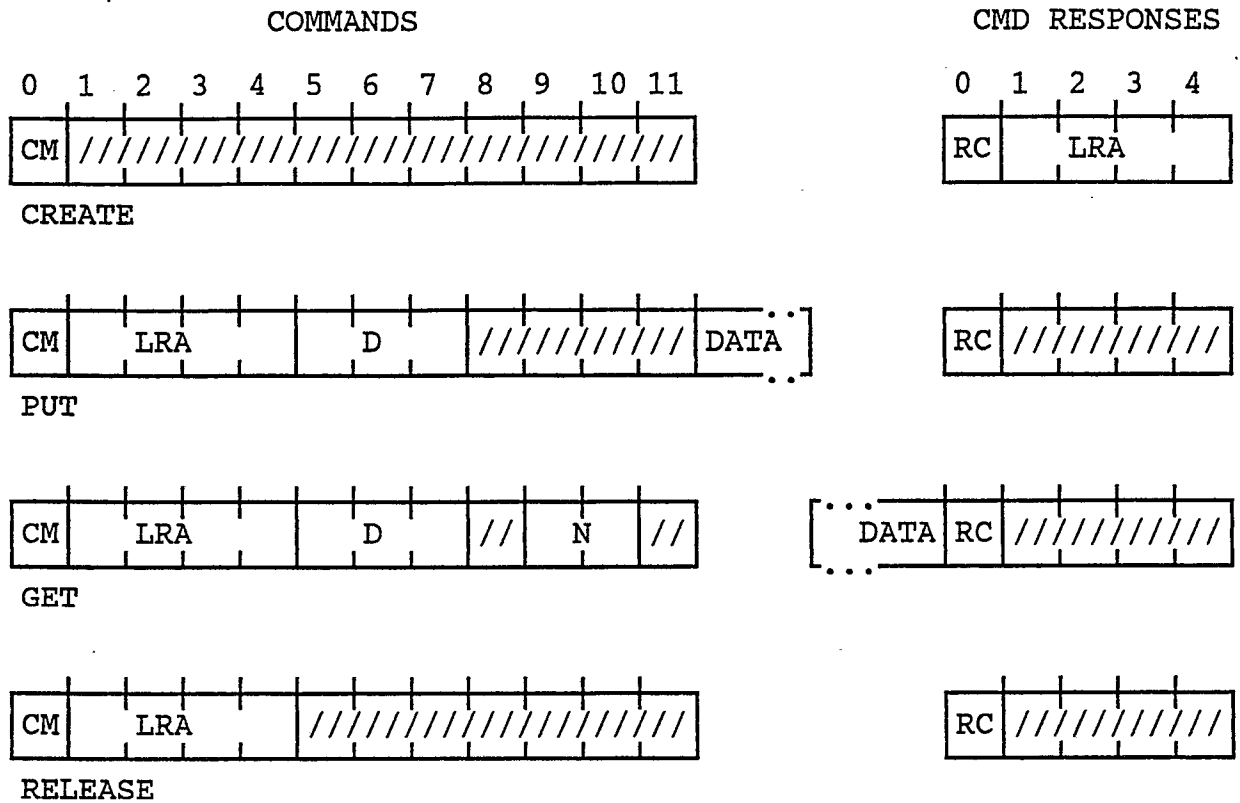 COMMANDS CMD RESPONSES
0 1 2 3 4 5 6 7 8 9 10 11 0 1 2 3 4
CM ////////////////////// RC LRA
CREATE
CM LRA D /////////// DATA RC ///////////
PUT
CM LRA D // N // DATA RC ///////////
GET
CM LRA ////////////////// RC ///////////
RELEASE